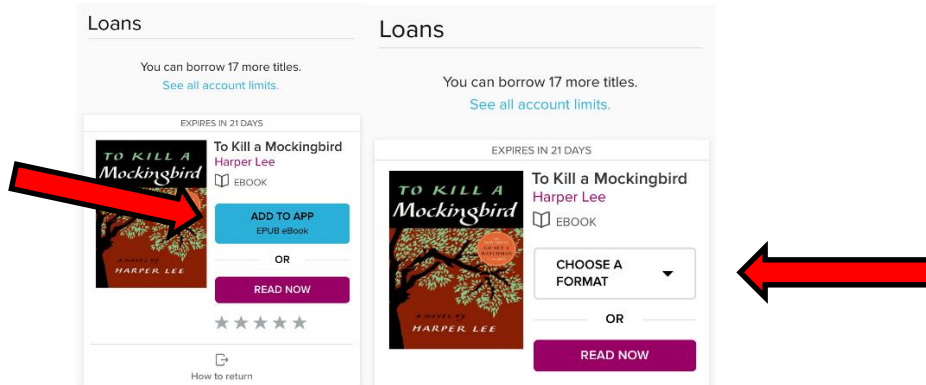 Loans
You can borrow 17 more titles.
See all account limits.
EXPIRES IN 21 DAYS
TO KILL A
Mockingbird
HARPER LEE
To Kill a Mockingbird
Harper Lee
EBOOK
ADD TO APP
EPUB eBook
OR
READ NOW
How to return
Loans
You can borrow 17 more titles.
See all account limits.
EXPIRES IN 21 DAYS
TO KILL A
Mockingbird
A NOVEL BY
HARPER LEE
To Kill a Mockingbird
Harper Lee
EBOOK
CHOOSE A
FORMAT
OR
READ NOW